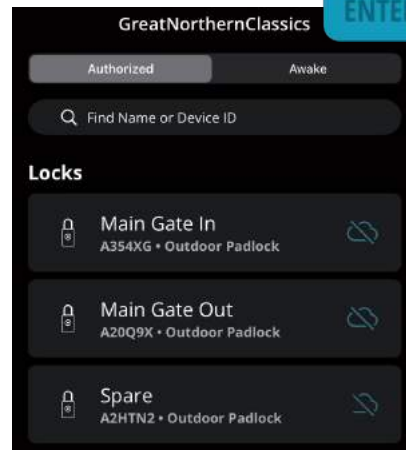 GreatNorthernClassics
Authorized
Awake
Find Name or Device ID
Locks
Main Gate In
A354XG • Outdoor Padlock
Main Gate Out
A20Q9X • Outdoor Padlock
Spare
A2HTN2 • Outdoor Padlock